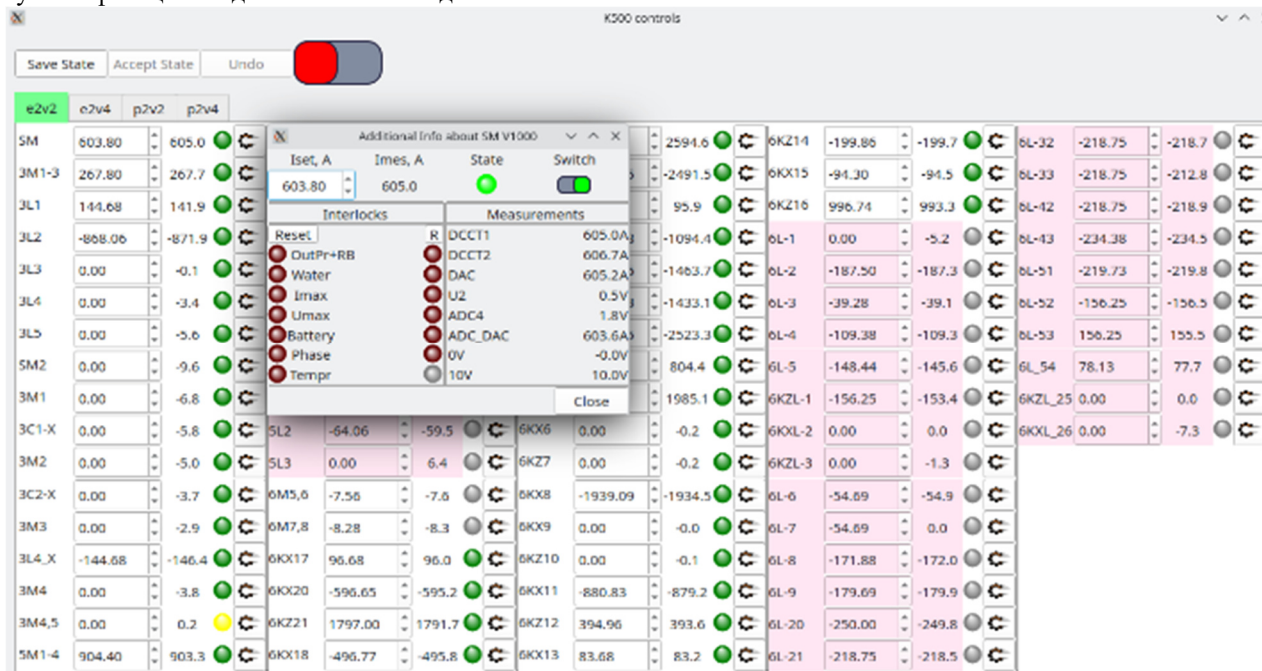 K500 controls
Save State Accept State Undo
e2v2 e2v4 p2v2 p2v4
Additional Info about SM V1000
Iset, A Imes, A State Switch
603.80 605.0
Interlocks Measurements
Reset R DCCT1 605.0A
OutPr+RB DCCT2 606.7A
Water DAC 605.2A
Imax U2 0.5V
Umax ADC4 1.8V
Battery ADC_DAC 603.6A
Phase 0V -0.0V
Tempr 10V 10.0V
Close
SM 603.80 605.0 2594.6 6KZ14 -199.86 -199.7 6L-32 -218.75 -218.7
3M1-3 267.80 267.7 -2491.5 6KX15 -94.30 -94.5 6L-33 -218.75 -212.8
3L1 144.68 141.9 95.9 6KZ16 996.74 993.3 6L-42 -218.75 -218.9
3L2 -868.06 -871.9 -1094.4 6L-1 0.00 -5.2 6L-43 -234.38 -234.5
3L3 0.00 -0.1 -1463.7 6L-2 -187.50 -187.3 6L-51 -219.73 -219.8
3L4 0.00 -3.4 -1433.1 6L-3 -39.28 -39.1 6L-52 -156.25 -156.5
3L5 0.00 -5.6 -2523.3 6L-4 -109.38 -109.3 6L-53 156.25 155.5
SM2 0.00 -9.6 804.4 6L-5 -148.44 -145.6 6L_54 78.13 77.7
3M1 0.00 -6.8 1985.1 6KZL-1 -156.25 -153.4 6KZL_25 0.00 0.0
3C1-X 0.00 -5.8 5L2 -64.06 -59.5 6KX6 0.00 -0.2 6KXL-2 0.00 0.0 6KXL_26 0.00 -7.3
3M2 0.00 -5.0 5L3 0.00 6.4 6KZ7 0.00 -0.2 6KZL-3 0.00 -1.3
3C2-X 0.00 -3.7 6M5,6 -7.56 -7.6 6KX8 -1939.09 -1934.5 6L-6 -54.69 -54.9
3M3 0.00 -2.9 6M7,8 -8.28 -8.3 6KX9 0.00 -0.0 6L-7 -54.69 0.0
3L4_X -144.68 -146.4 6KX17 96.68 96.0 6KZ10 0.00 -0.1 6L-8 -171.88 -172.0
3M4 0.00 -3.8 6KX20 -596.65 -595.2 6KX11 -880.83 -879.2 6L-9 -179.69 -179.9
3M4,5 0.00 0.2 6KZ21 1797.00 1791.7 6KZ12 394.96 393.6 6L-20 -250.00 -249.8
5M1-4 904.40 903.3 6KX18 -496.77 -495.8 6KX13 83.68 83.2 6L-21 -218.75 -218.5